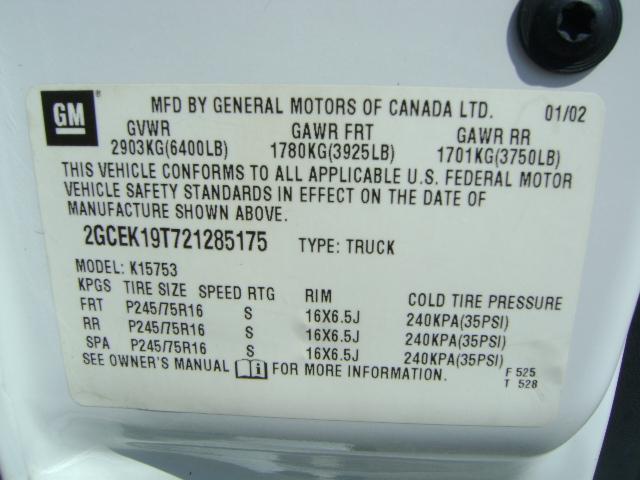 GM® MFD BY GENERAL MOTORS OF CANADA LTD. 01/02
GVWR GAWR FRT GAWR RR
2903KG(6400LB) 1780KG(3925LB) 1701KG(3750LB)
THIS VEHICLE CONFORMS TO ALL APPLICABLE U.S. FEDERAL MOTOR
VEHICLE SAFETY STANDARDS IN EFFECT ON THE DATE OF
MANUFACTURE SHOWN ABOVE.
2GCEK19T721285175 TYPE: TRUCK
MODEL: K15753
KPGS TIRE SIZE SPEED RTG RIM COLD TIRE PRESSURE
FRT P245/75R16 S 16X6.5J 240KPA(35PSI)
RR P245/75R16 S 16X6.5J 240KPA(35PSI)
SPA P245/75R16 S 16X6.5J 240KPA(35PSI)
SEE OWNER'S MANUAL i FOR MORE INFORMATION. F 525
T 528